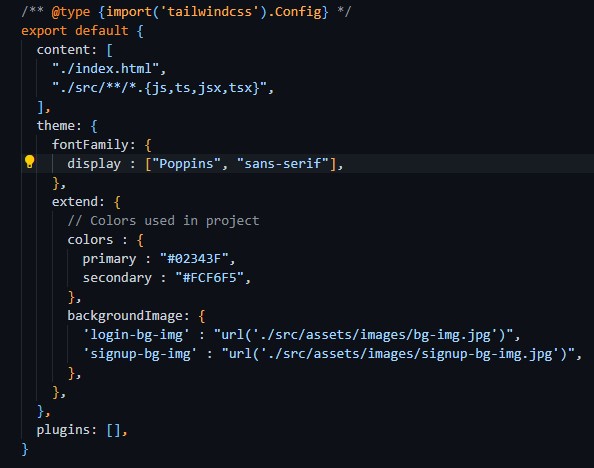 /** @type {import('tailwindcss').Config} */
export default {
  content: [
    "./index.html",
    "./src/**/*.{js,ts,jsx,tsx}",
  ],
  theme: {
    fontFamily: {
      display : ["Poppins", "sans-serif"],
    },
    extend: {
      // Colors used in project
      colors : {
        primary : "#02343F",
        secondary : "#FCF6F5",
      },
      backgroundImage: {
        'login-bg-img' : "url('./src/assets/images/bg-img.jpg')",
        'signup-bg-img' : "url('./src/assets/images/signup-bg-img.jpg')",
      },
    },
  },
  plugins: [],
}